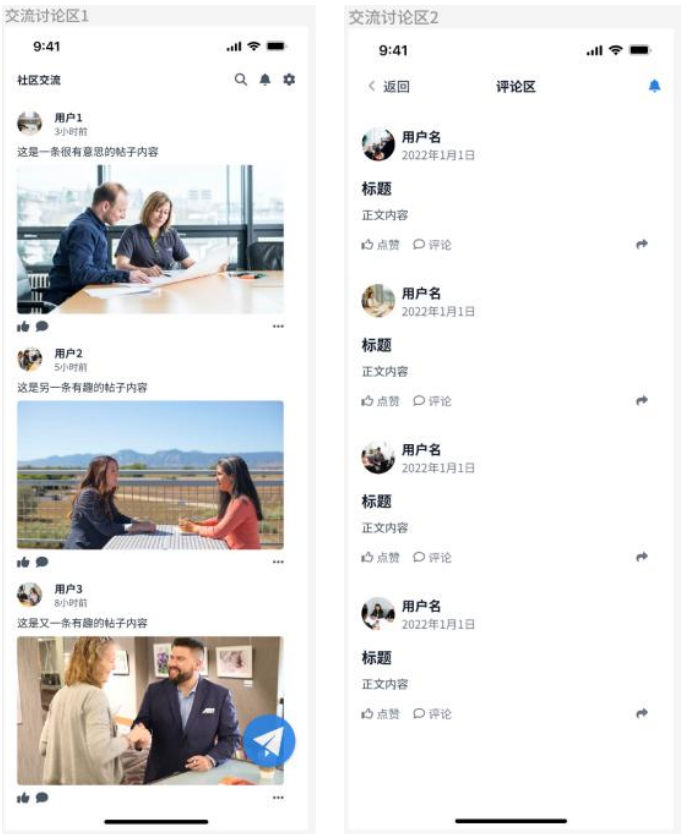 交流讨论区1
9:41
社区交流
用户1
3小时前
这是一条很有意思的帖子内容
用户2
5小时前
这是另一条有趣的帖子内容
用户3
8小时前
这是又一条有趣的帖子内容
交流讨论区2
9:41
返回 评论区
用户名
2022年1月1日
标题
正文内容
点赞 评论
用户名
2022年1月1日
标题
正文内容
点赞 评论
用户名
2022年1月1日
标题
正文内容
点赞 评论
用户名
2022年1月1日
标题
正文内容
点赞 评论